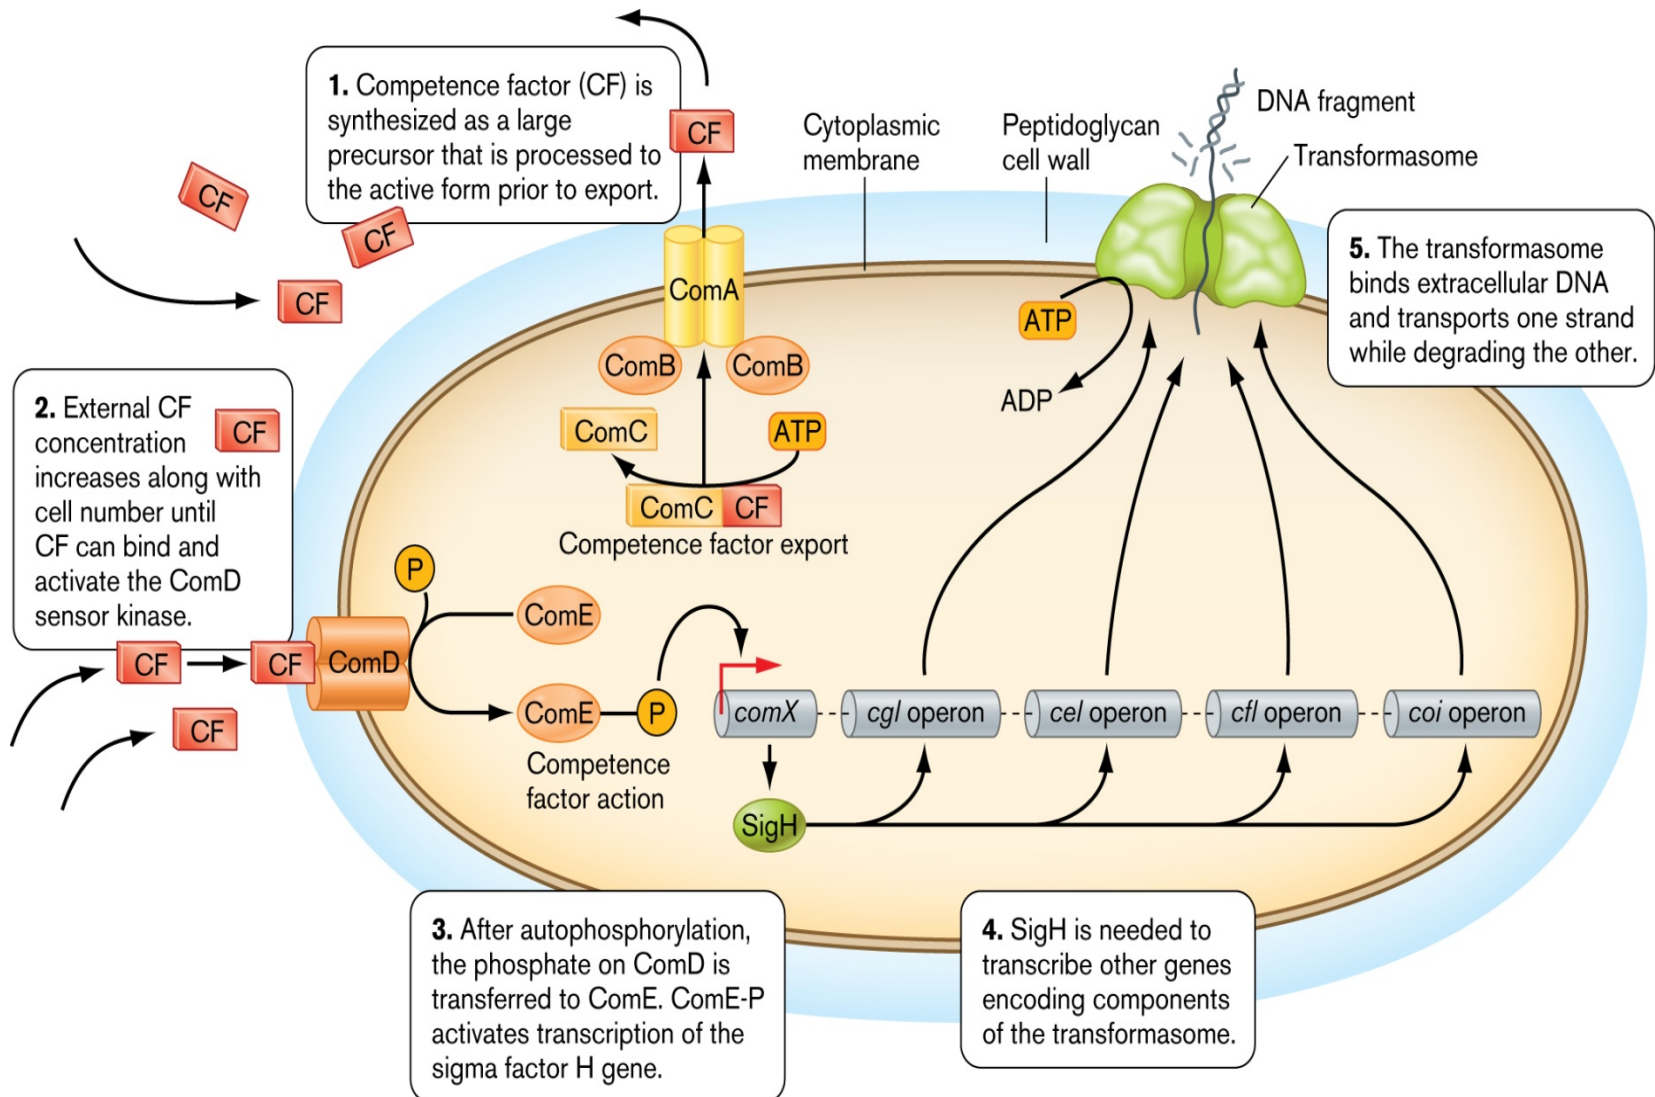 1. Competence factor (CF) is
synthesized as a large
precursor that is processed to
the active form prior to export.
CF
CF
CF
CF
Cytoplasmic
membrane
Peptidoglycan
cell wall
DNA fragment
Transformasome
5. The transformasome
binds extracellular DNA
and transports one strand
while degrading the other.
ComA
ComB
ComB
ComC
ATP
ComC CF
Competence factor export
ATP
ADP
2. External CF
concentration
increases along with
cell number until
CF can bind and
activate the ComD
sensor kinase.
CF
CF
CF
CF
ComD
P
ComE
ComE
P
Competence
factor action
comX
cgl operon
cel operon
cfl operon
coi operon
SigH
3. After autophosphorylation,
the phosphate on ComD is
transferred to ComE. ComE-P
activates transcription of the
sigma factor H gene.
4. SigH is needed to
transcribe other genes
encoding components
of the transformasome.